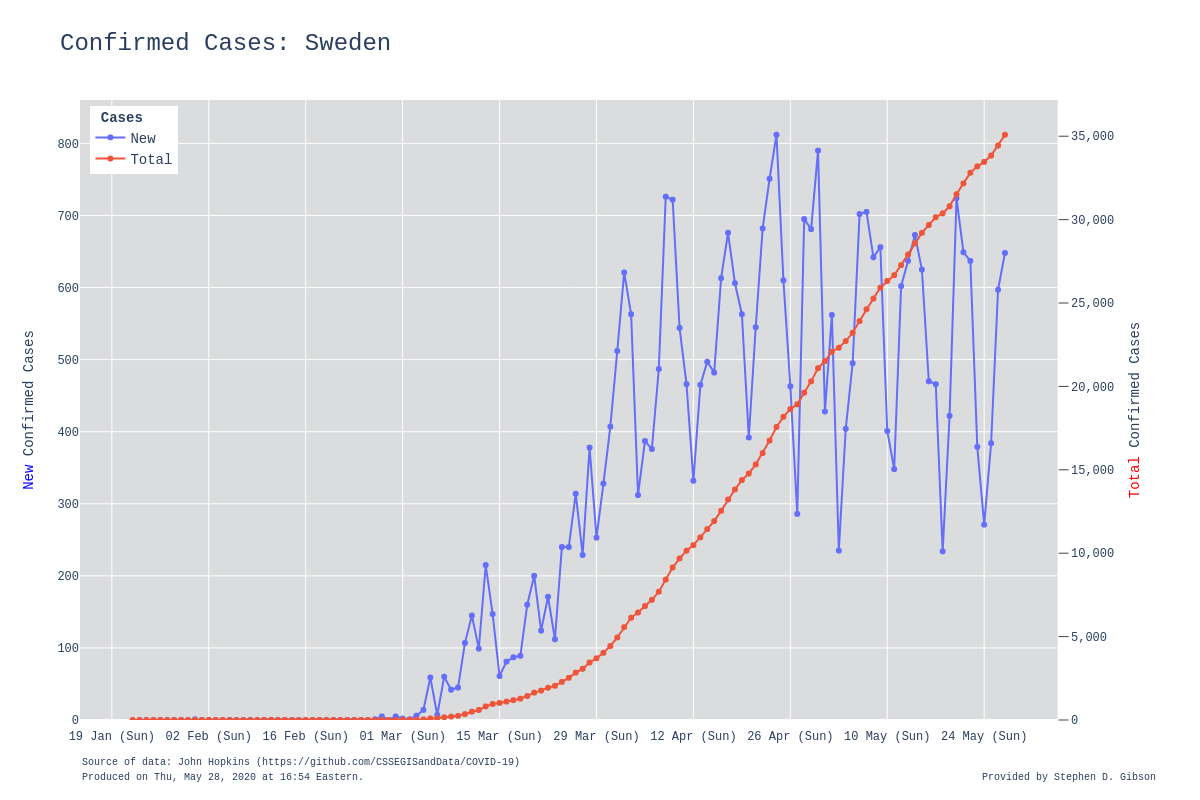 Confirmed Cases: Sweden
Cases
New
Total
800
700
600
500
400
300
200
100
0
New Confirmed Cases
35,000
30,000
25,000
20,000
15,000
10,000
5,000
0
Total Confirmed Cases
19 Jan (Sun) 02 Feb (Sun) 16 Feb (Sun) 01 Mar (Sun) 15 Mar (Sun) 29 Mar (Sun) 12 Apr (Sun) 26 Apr (Sun) 10 May (Sun) 24 May (Sun)
Source of data: John Hopkins (https://github.com/CSSEGISandData/COVID-19)
Produced on Thu, May 28, 2020 at 16:54 Eastern.
Provided by Stephen D. Gibson